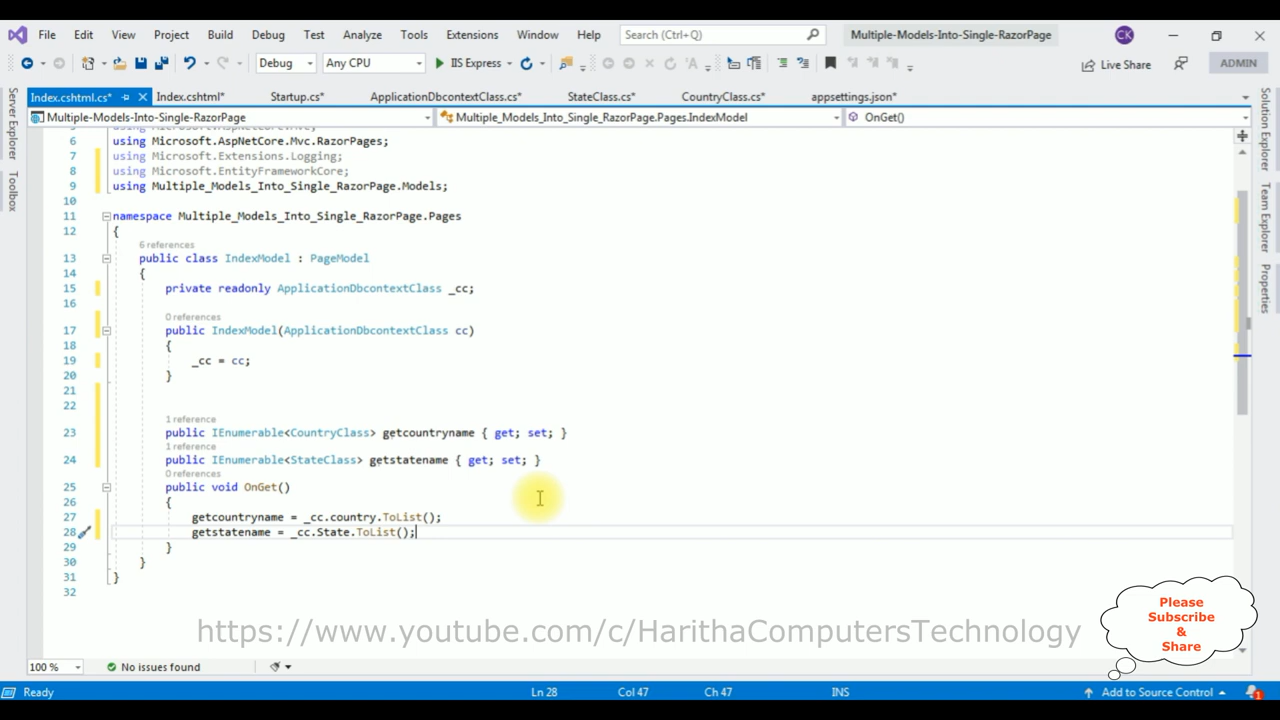 File Edit View Project Build Debug Test Analyze Tools Extensions Window Help Search (Ctrl+Q) Multiple-Models-Into-Single-RazorPage CK
Debug Any CPU IIS Express Live Share ADMIN
Index.cshtml.cs* Index.cshtml* Startup.cs* ApplicationDbcontextClass.cs* StateClass.cs* CountryClass.cs* appsettings.json*
Multiple-Models-Into-Single-RazorPage Multiple_Models_Into_Single_RazorPage.Pages.IndexModel OnGet()
Server Explorer
Toolbox
Solution Explorer
Team Explorer
Properties
6 using Microsoft.AspNetCore.Mvc.RazorPages;
7 using Microsoft.Extensions.Logging;
8 using Microsoft.EntityFrameworkCore;
9 using Multiple_Models_Into_Single_RazorPage.Models;
10
11 namespace Multiple_Models_Into_Single_RazorPage.Pages
12 {
6 references
13 public class IndexModel : PageModel
14 {
15 private readonly ApplicationDbcontextClass _cc;
16
0 references
17 public IndexModel(ApplicationDbcontextClass cc)
18 {
19 _cc = cc;
20 }
21
22
1 reference
23 public IEnumerable<CountryClass> getcountryname { get; set; }
1 reference
24 public IEnumerable<StateClass> getstatename { get; set; }
0 references
25 public void OnGet()
26 {
27 getcountryname = _cc.country.ToList();
28 getstatename = _cc.State.ToList();
29 }
30 }
31 }
32
https://www.youtube.com/c/HarithaComputersTechnology
Please
Subscribe
&
Share
100 % No issues found
Ready Ln 28 Col 47 Ch 47 INS Add to Source Control 1